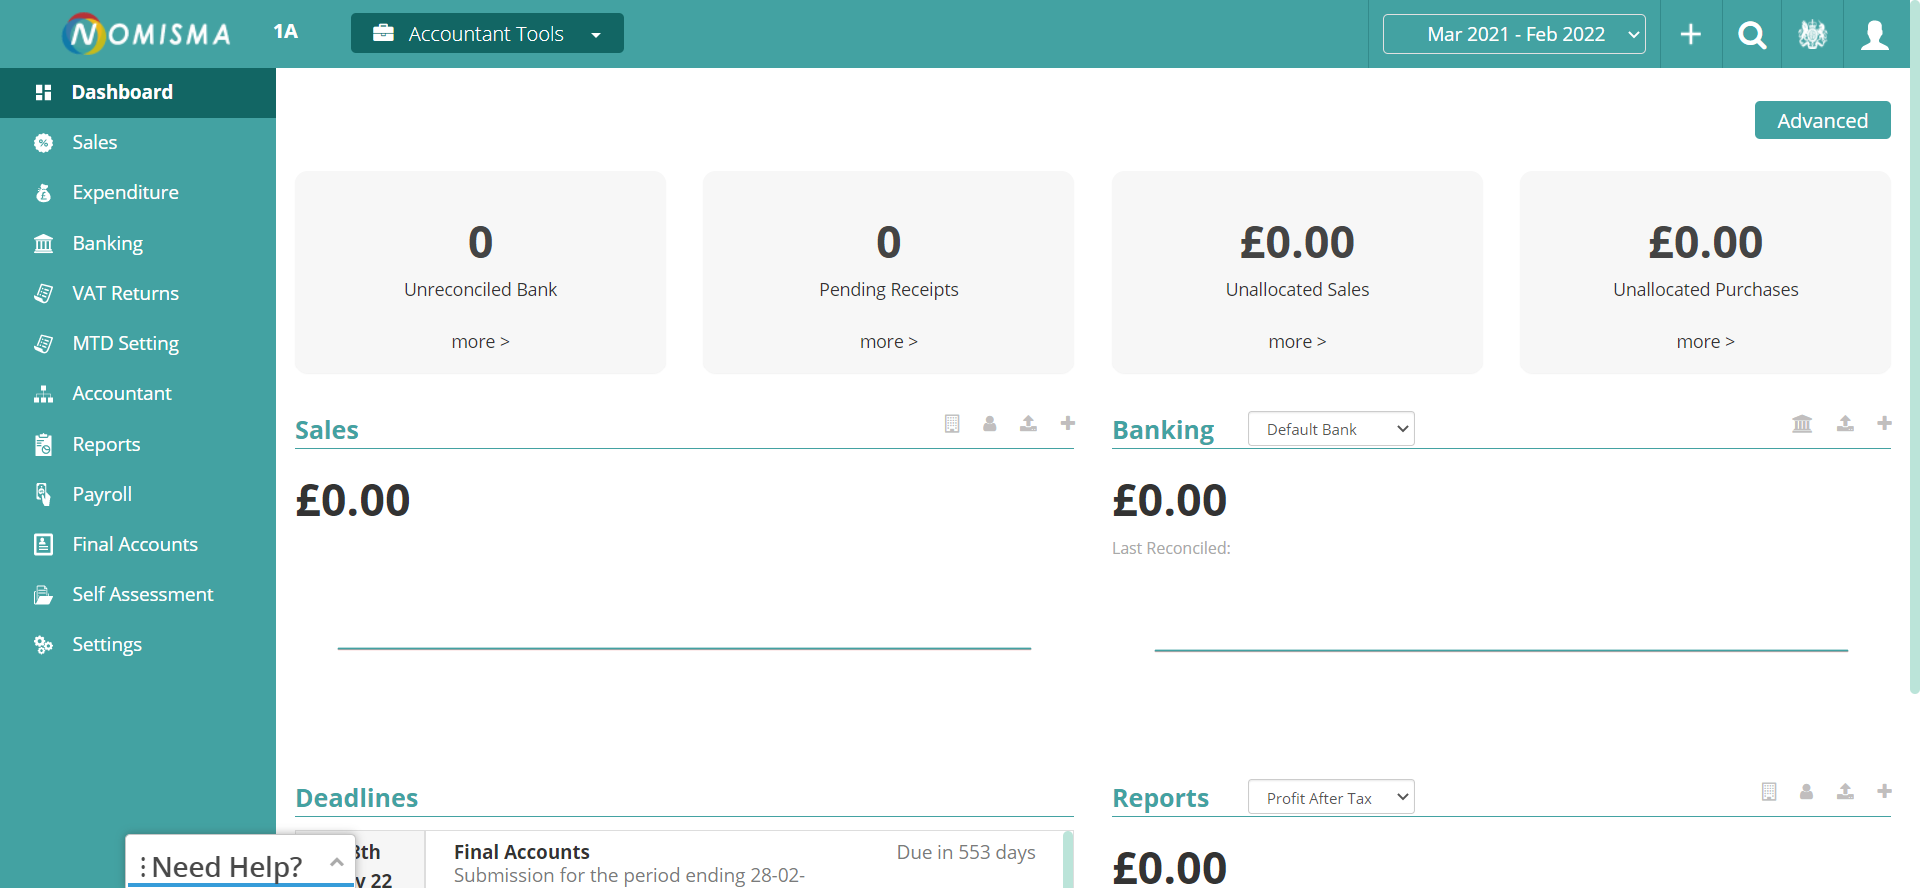 NOMISMA
1A
Accountant Tools
Mar 2021 - Feb 2022
Dashboard
Sales
Expenditure
Banking
VAT Returns
MTD Setting
Accountant
Reports
Payroll
Final Accounts
Self Assessment
Settings
Advanced
0
Unreconciled Bank
more >
0
Pending Receipts
more >
£0.00
Unallocated Sales
more >
£0.00
Unallocated Purchases
more >
Sales
£0.00
Banking
Default Bank
£0.00
Last Reconciled:
Deadlines
22
Final Accounts
Due in 553 days
Submission for the period ending 28-02-
Reports
Profit After Tax
£0.00
Need Help?